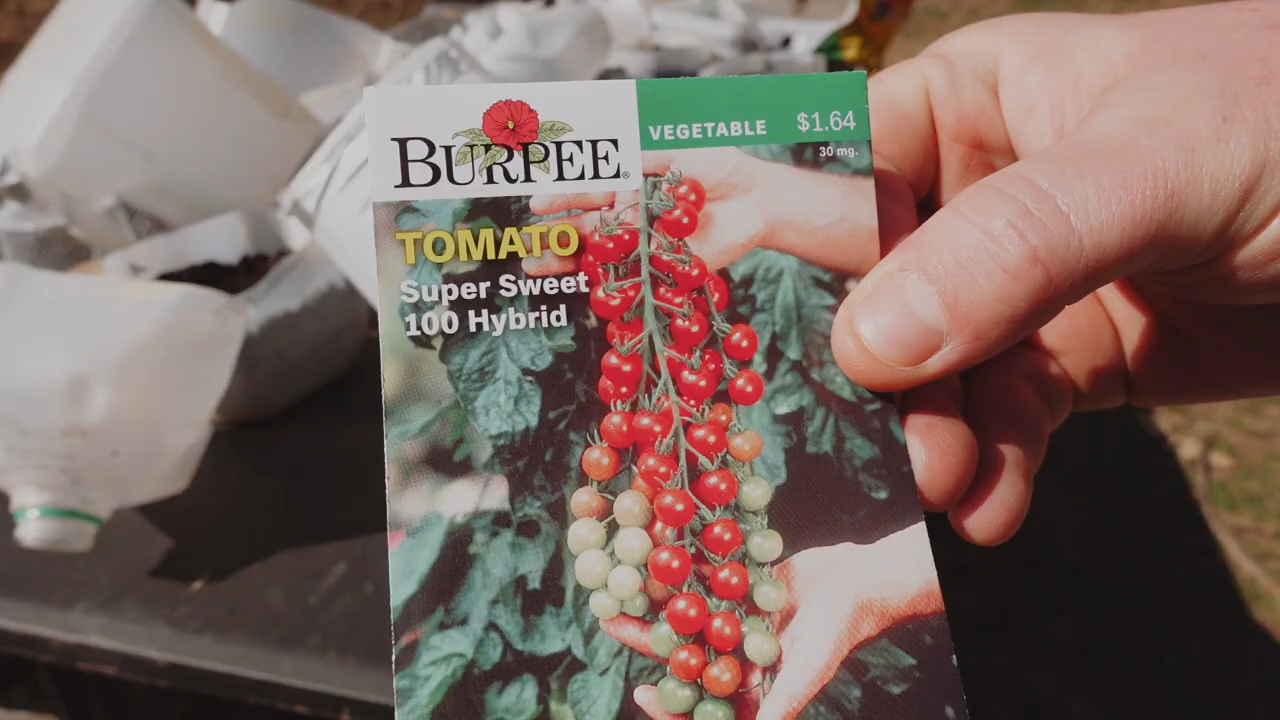 BURPEE®
VEGETABLE $1.64
30 mg.
TOMATO
Super Sweet
100 Hybrid